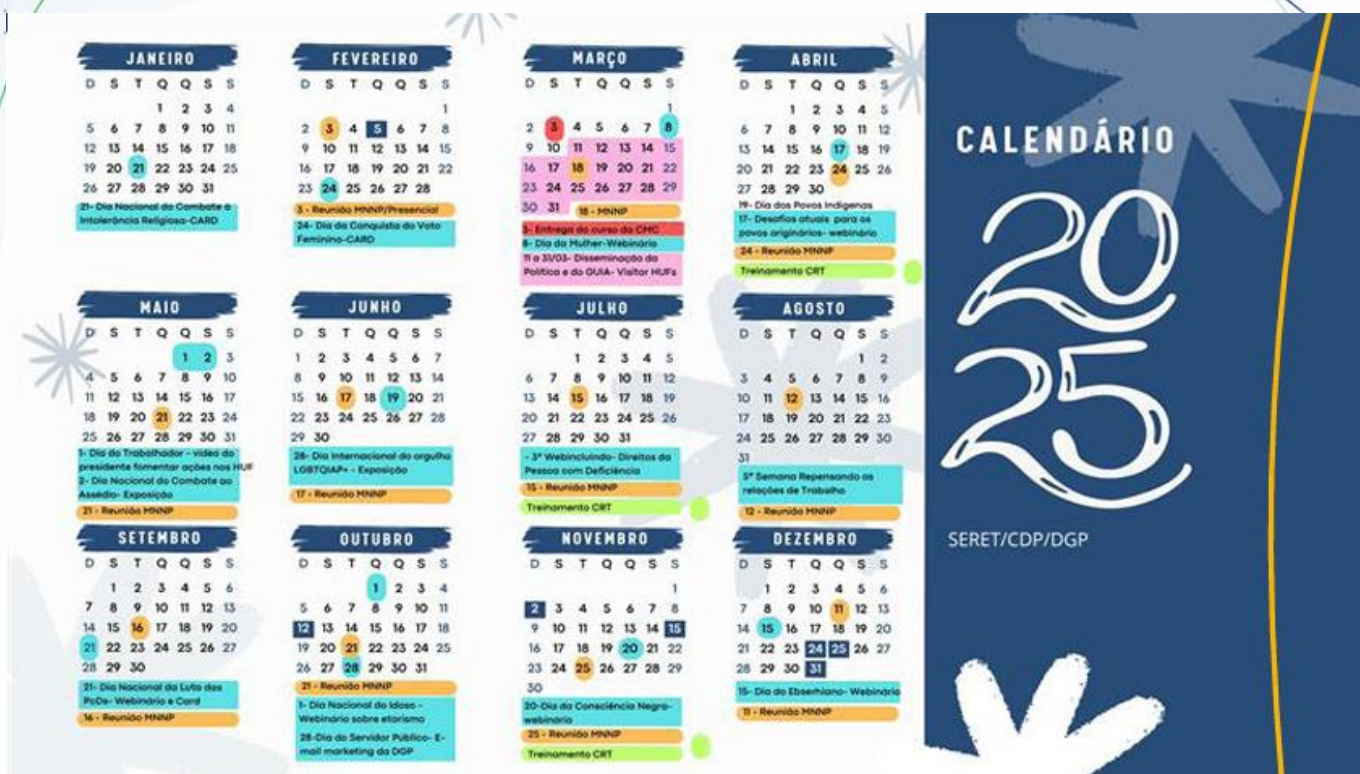 JANEIRO
D S T Q Q S S
1 2 3 4
5 6 7 8 9 10 11
12 13 14 15 16 17 18
19 20 21 22 23 24 25
26 27 28 29 30 31
21- Dia Nacional do Combate à
Intolerância Religiosa-CARD
FEVEREIRO
D S T Q Q S S
1
2 3 4 5 6 7 8
9 10 11 12 13 14 15
16 17 18 19 20 21 22
23 24 25 26 27 28
3 - Reunião MNNP/Presencial
24- Dia da Conquista do Voto
Feminino-CARD
MARÇO
D S T Q Q S S
1
2 3 4 5 6 7 8
9 10 11 12 13 14 15
16 17 18 19 20 21 22
23 24 25 26 27 28 29
30 31
18 - MNNP
3- Entrega do curso do CMC
8- Dia da Mulher-Webinário
11 a 31/03- Disseminação da
Política e do GUIA- Visitar HUFs
ABRIL
D S T Q Q S S
1 2 3 4 5
6 7 8 9 10 11 12
13 14 15 16 17 18 19
20 21 22 23 24 25 26
27 28 29 30
19- Dia dos Povos Indígenas
17- Desafios atuais para os
povos originários- webinário
24 - Reunião MNNP
Treinamento CRT
MAIO
D S T Q Q S S
1 2 3
4 5 6 7 8 9 10
11 12 13 14 15 16 17
18 19 20 21 22 23 24
25 26 27 28 29 30 31
1- Dia do Trabalhador - vídeo do
presidente fomentar ações nos HUF
2- Dia Nacional do Combate ao
Assédio- Exposição
21 - Reunião MNNP
JUNHO
D S T Q Q S S
1 2 3 4 5 6 7
8 9 10 11 12 13 14
15 16 17 18 19 20 21
22 23 24 25 26 27 28
29 30
28- Dia Internacional do orgulho
LGBTQIAP+ - Exposição
17 - Reunião MNNP
JULHO
D S T Q Q S S
1 2 3 4 5
6 7 8 9 10 11 12
13 14 15 16 17 18 19
20 21 22 23 24 25 26
27 28 29 30 31
- 3ª Webincluindo- Direitos da
Pessoa com Deficiência
15 - Reunião MNNP
Treinamento CRT
AGOSTO
D S T Q Q S S
1 2
3 4 5 6 7 8 9
10 11 12 13 14 15 16
17 18 19 20 21 22 23
24 25 26 27 28 29 30
31
5ª Semana Repensando as
relações de Trabalho
12 - Reunião MNNP
SETEMBRO
D S T Q Q S S
1 2 3 4 5 6
7 8 9 10 11 12 13
14 15 16 17 18 19 20
21 22 23 24 25 26 27
28 29 30
21- Dia Nacional da Luta das
PcDs- Webinário e Card
16 - Reunião MNNP
OUTUBRO
D S T Q Q S S
1 2 3 4
5 6 7 8 9 10 11
12 13 14 15 16 17 18
19 20 21 22 23 24 25
26 27 28 29 30 31
21 - Reunião MNNP
1- Dia Nacional do Idoso -
Webinário sobre etarismo
28-Dia do Servidor Público- E-
mail marketing da DGP
NOVEMBRO
D S T Q Q S S
1
2 3 4 5 6 7 8
9 10 11 12 13 14 15
16 17 18 19 20 21 22
23 24 25 26 27 28 29
30
20-Dia da Consciência Negra-
webinário
25 - Reunião MNNP
Treinamento CRT
DEZEMBRO
D S T Q Q S S
1 2 3 4 5 6
7 8 9 10 11 12 13
14 15 16 17 18 19 20
21 22 23 24 25 26 27
28 29 30 31
15- Dia do Ebserhiano- Webinário
11 - Reunião MNNP
CALENDÁRIO
20
25
SERET/CDP/DGP